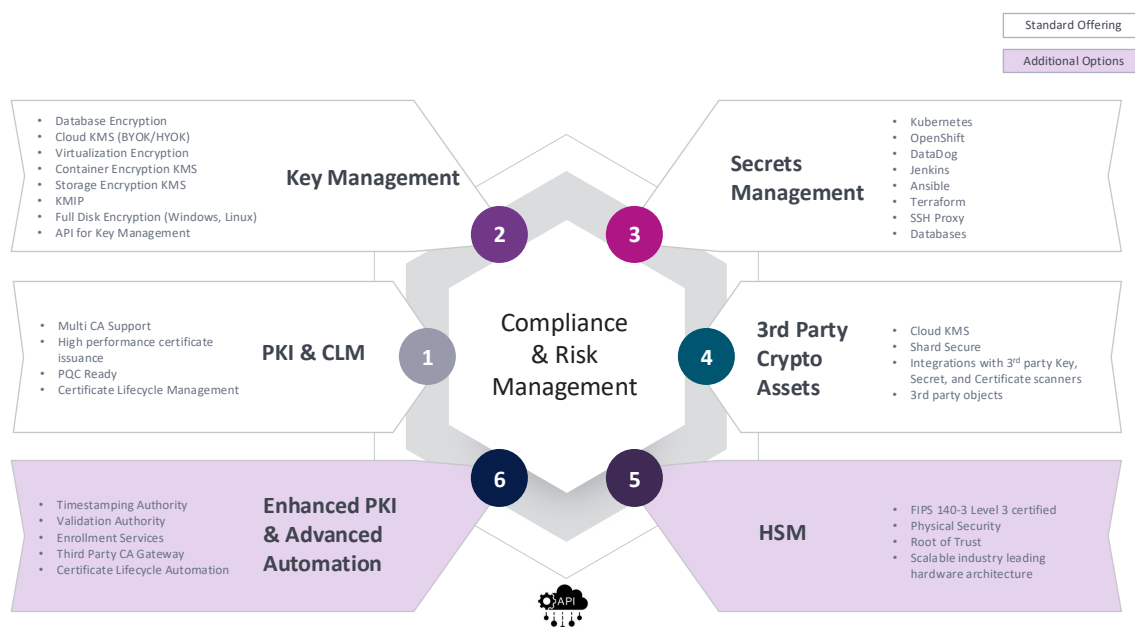 Standard Offering
Additional Options
• Database Encryption
• Cloud KMS (BYOK/HYOK)
• Virtualization Encryption
• Container Encryption KMS
• Storage Encryption KMS
• KMIP
• Full Disk Encryption (Windows, Linux)
• API for Key Management
Key Management
2
3
Secrets
Management
• Kubernetes
• OpenShift
• DataDog
• Jenkins
• Ansible
• Terraform
• SSH Proxy
• Databases
• Multi CA Support
• High performance certificate
issuance
• PQC Ready
• Certificate Lifecycle Management
PKI & CLM
1
Compliance
& Risk
Management
4
3rd Party
Crypto
Assets
• Cloud KMS
• Shard Secure
• Integrations with 3rd party Key,
Secret, and Certificate scanners
• 3rd party objects
• Timestamping Authority
• Validation Authority
• Enrollment Services
• Third Party CA Gateway
• Certificate Lifecycle Automation
Enhanced PKI
& Advanced
Automation
6
5
HSM
• FIPS 140-3 Level 3 certified
• Physical Security
• Root of Trust
• Scalable industry leading
hardware architecture
API